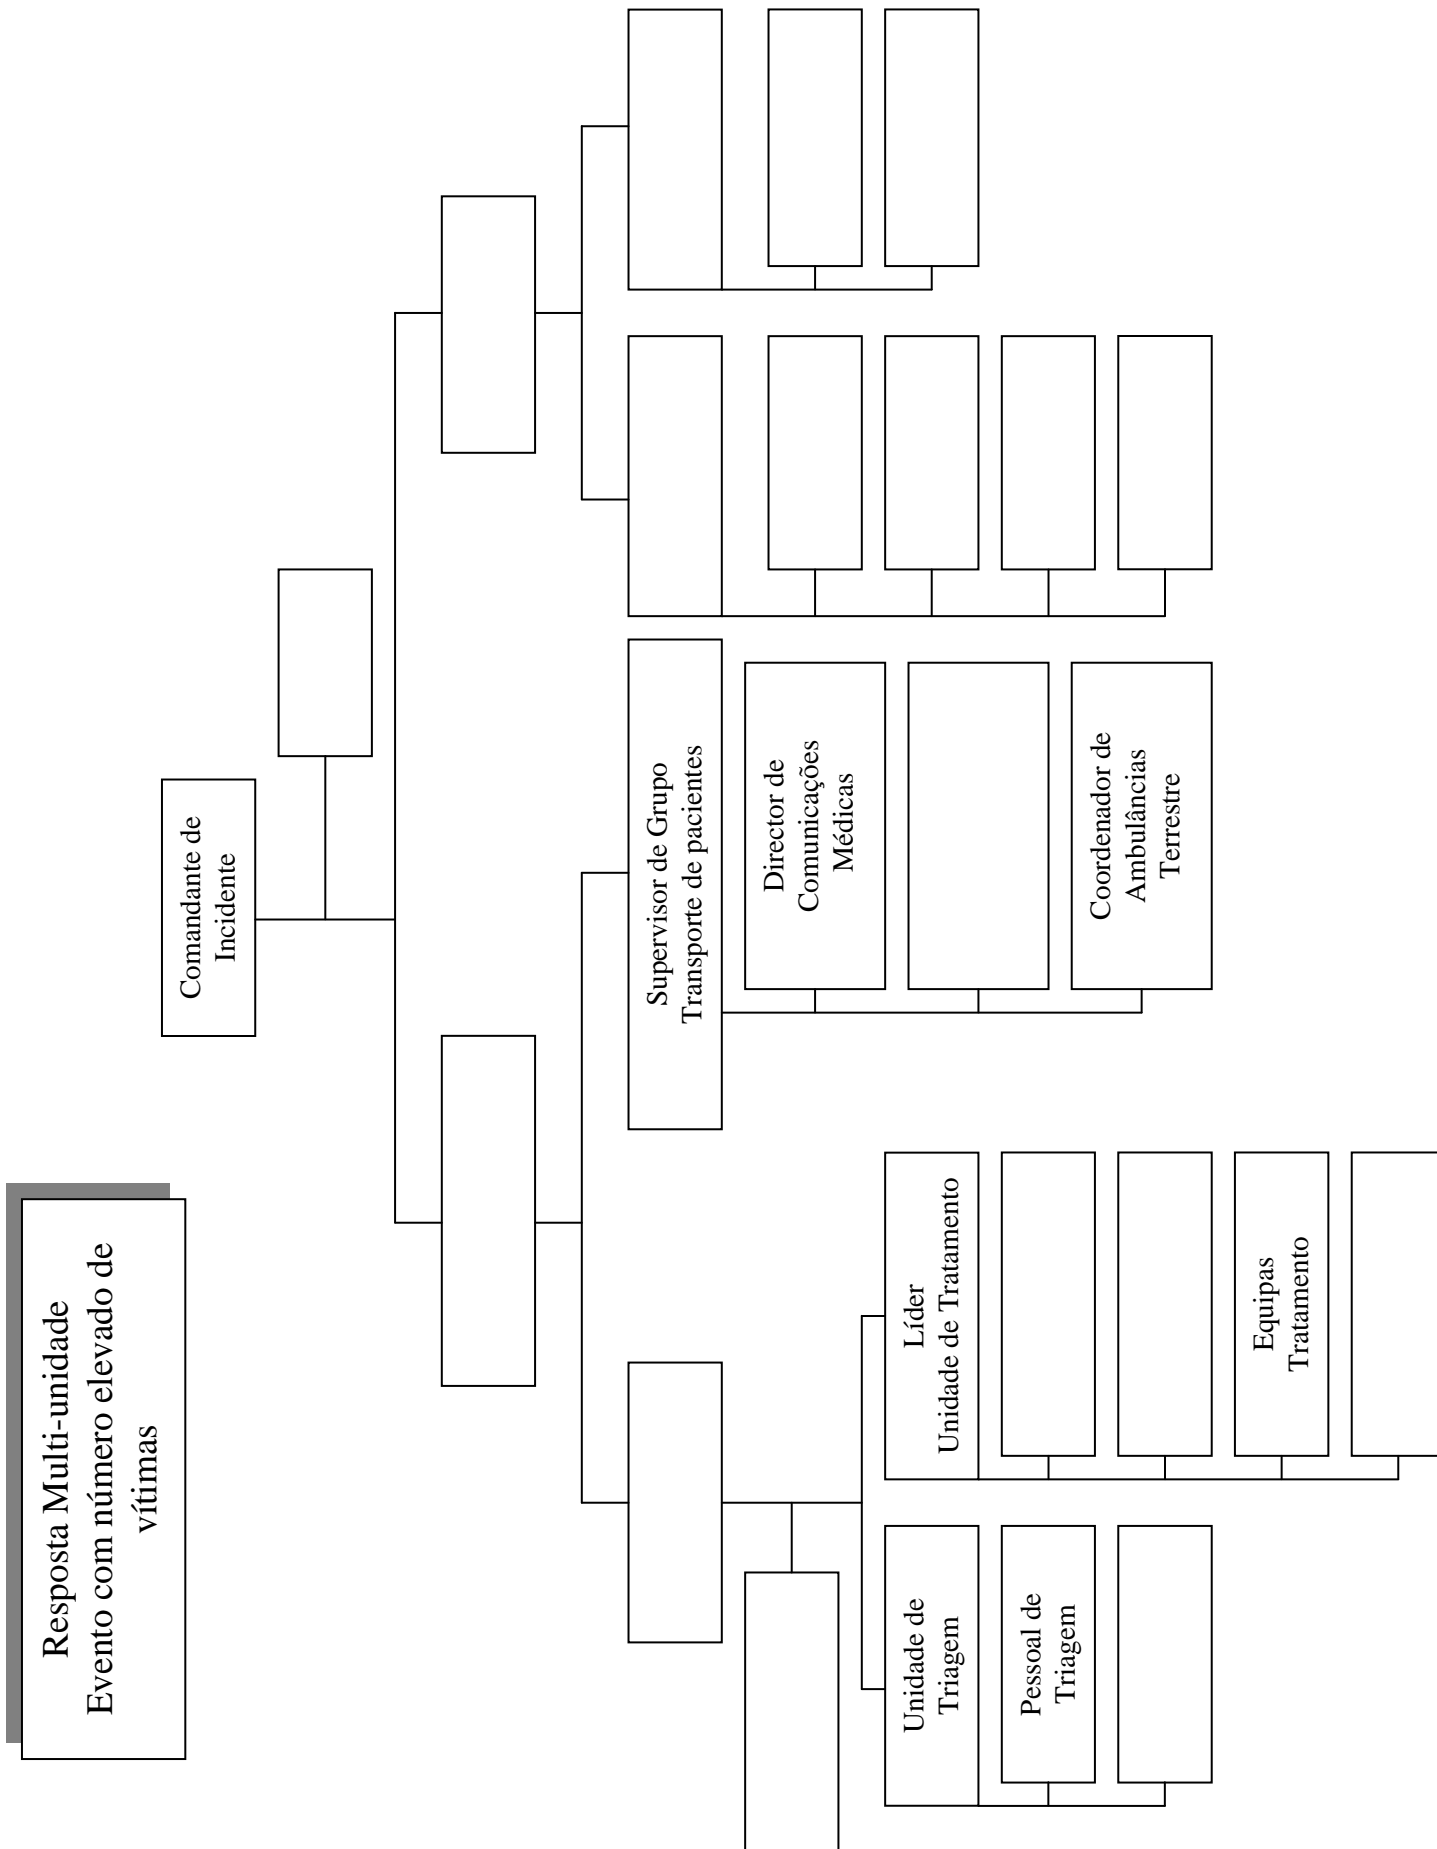 Resposta Multi-unidade
Evento com número elevado de
vítimas
Comandante de
Incidente
Supervisor de Grupo
Transporte de pacientes
Director de
Comunicações
Médicas
Coordenador de
Ambulâncias
Terrestre
Líder
Unidade de Tratamento
Equipas
Tratamento
Unidade de
Triagem
Pessoal de
Triagem